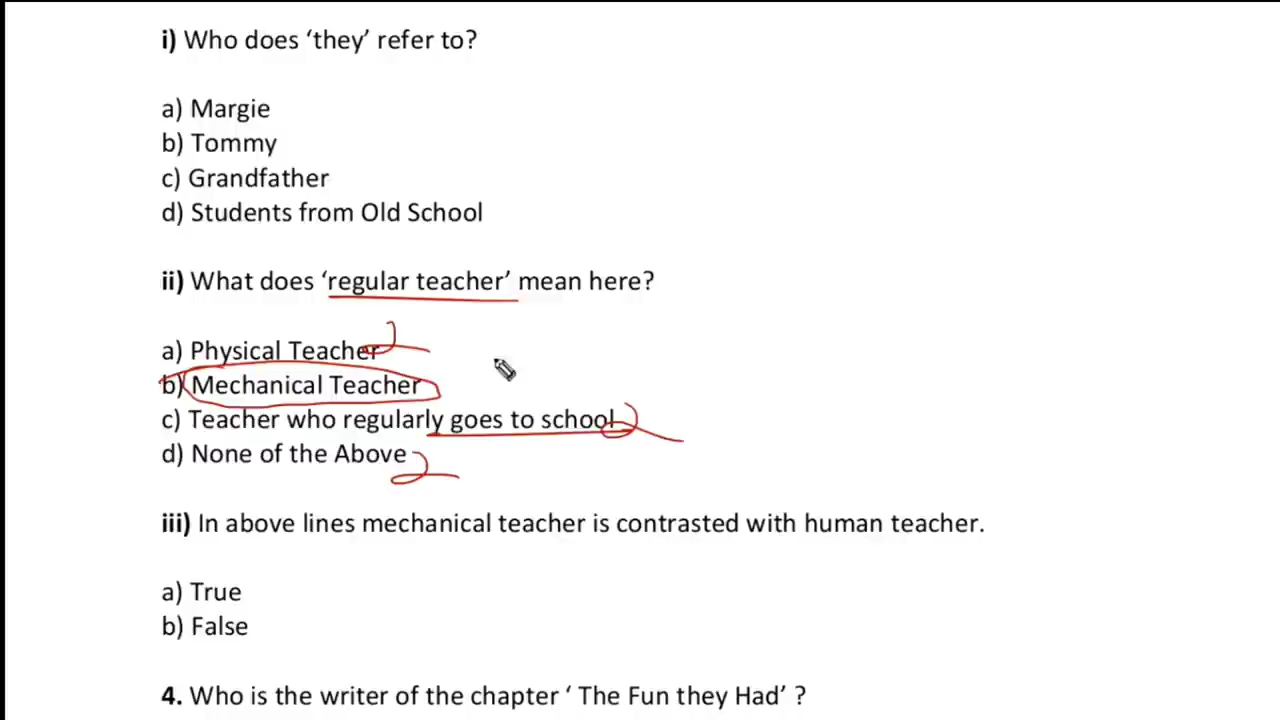 i) Who does ‘they’ refer to?
a) Margie
b) Tommy
c) Grandfather
d) Students from Old School
ii) What does ‘regular teacher’ mean here?
a) Physical Teacher
b) Mechanical Teacher
c) Teacher who regularly goes to school
d) None of the Above
iii) In above lines mechanical teacher is contrasted with human teacher.
a) True
b) False
4. Who is the writer of the chapter ‘ The Fun they Had’ ?